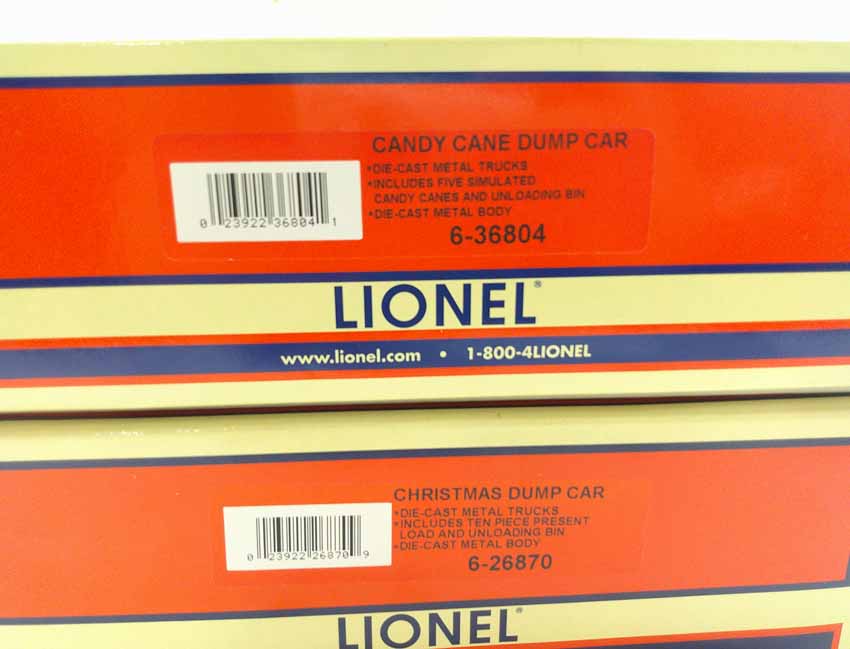 CANDY CANE DUMP CAR
•DIE-CAST METAL TRUCKS
•INCLUDES FIVE SIMULATED
CANDY CANES AND UNLOADING BIN
•DIE-CAST METAL BODY
6-36804
0 23922 36804 1
LIONEL®
www.lionel.com • 1-800-4LIONEL
CHRISTMAS DUMP CAR
•DIE-CAST METAL TRUCKS
•INCLUDES TEN PIECE PRESENT
LOAD AND UNLOADING BIN
•DIE-CAST METAL BODY
6-26870
0 23922 26870 9
LIONEL®